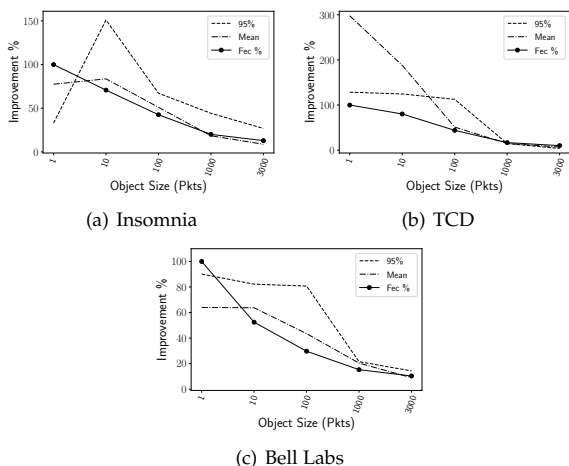 150
100
50
0
Improvement %
95%
Mean
Fec %
1
10
100
1000
3000
Object Size (Pkts)
(a) Insomnia
300
200
100
0
Improvement %
95%
Mean
Fec %
1
10
100
1000
3000
Object Size (Pkts)
(b) TCD
100
80
60
40
20
0
Improvement %
95%
Mean
Fec %
1
10
100
1000
3000
Object Size (Pkts)
(c) Bell Labs